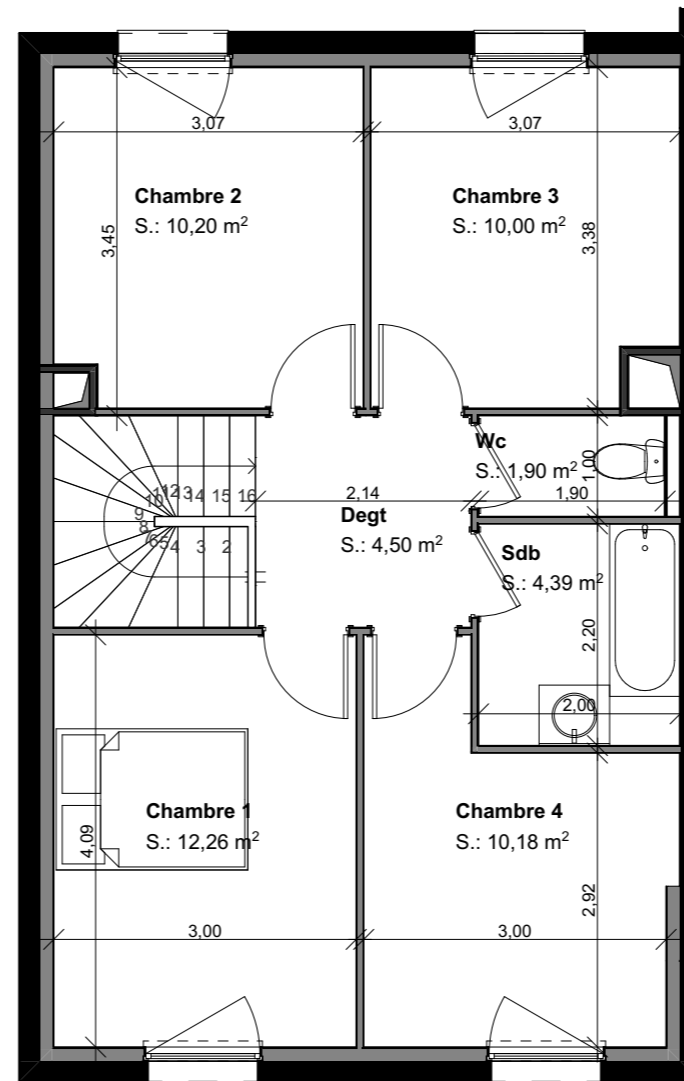 3,07
3,07
Chambre 2
S.: 10,20 m²
Chambre 3
S.: 10,00 m²
3,45
3,38
Wc
S.: 1,90 m²
1,00
1,90
16
15
14
13
12
11
10
9
8
6
5
4
3
2
2,14
Degt
S.: 4,50 m²
Sdb
S.: 4,39 m²
2,20
2,00
Chambre 1
S.: 12,26 m²
Chambre 4
S.: 10,18 m²
4,09
2,92
3,00
3,00